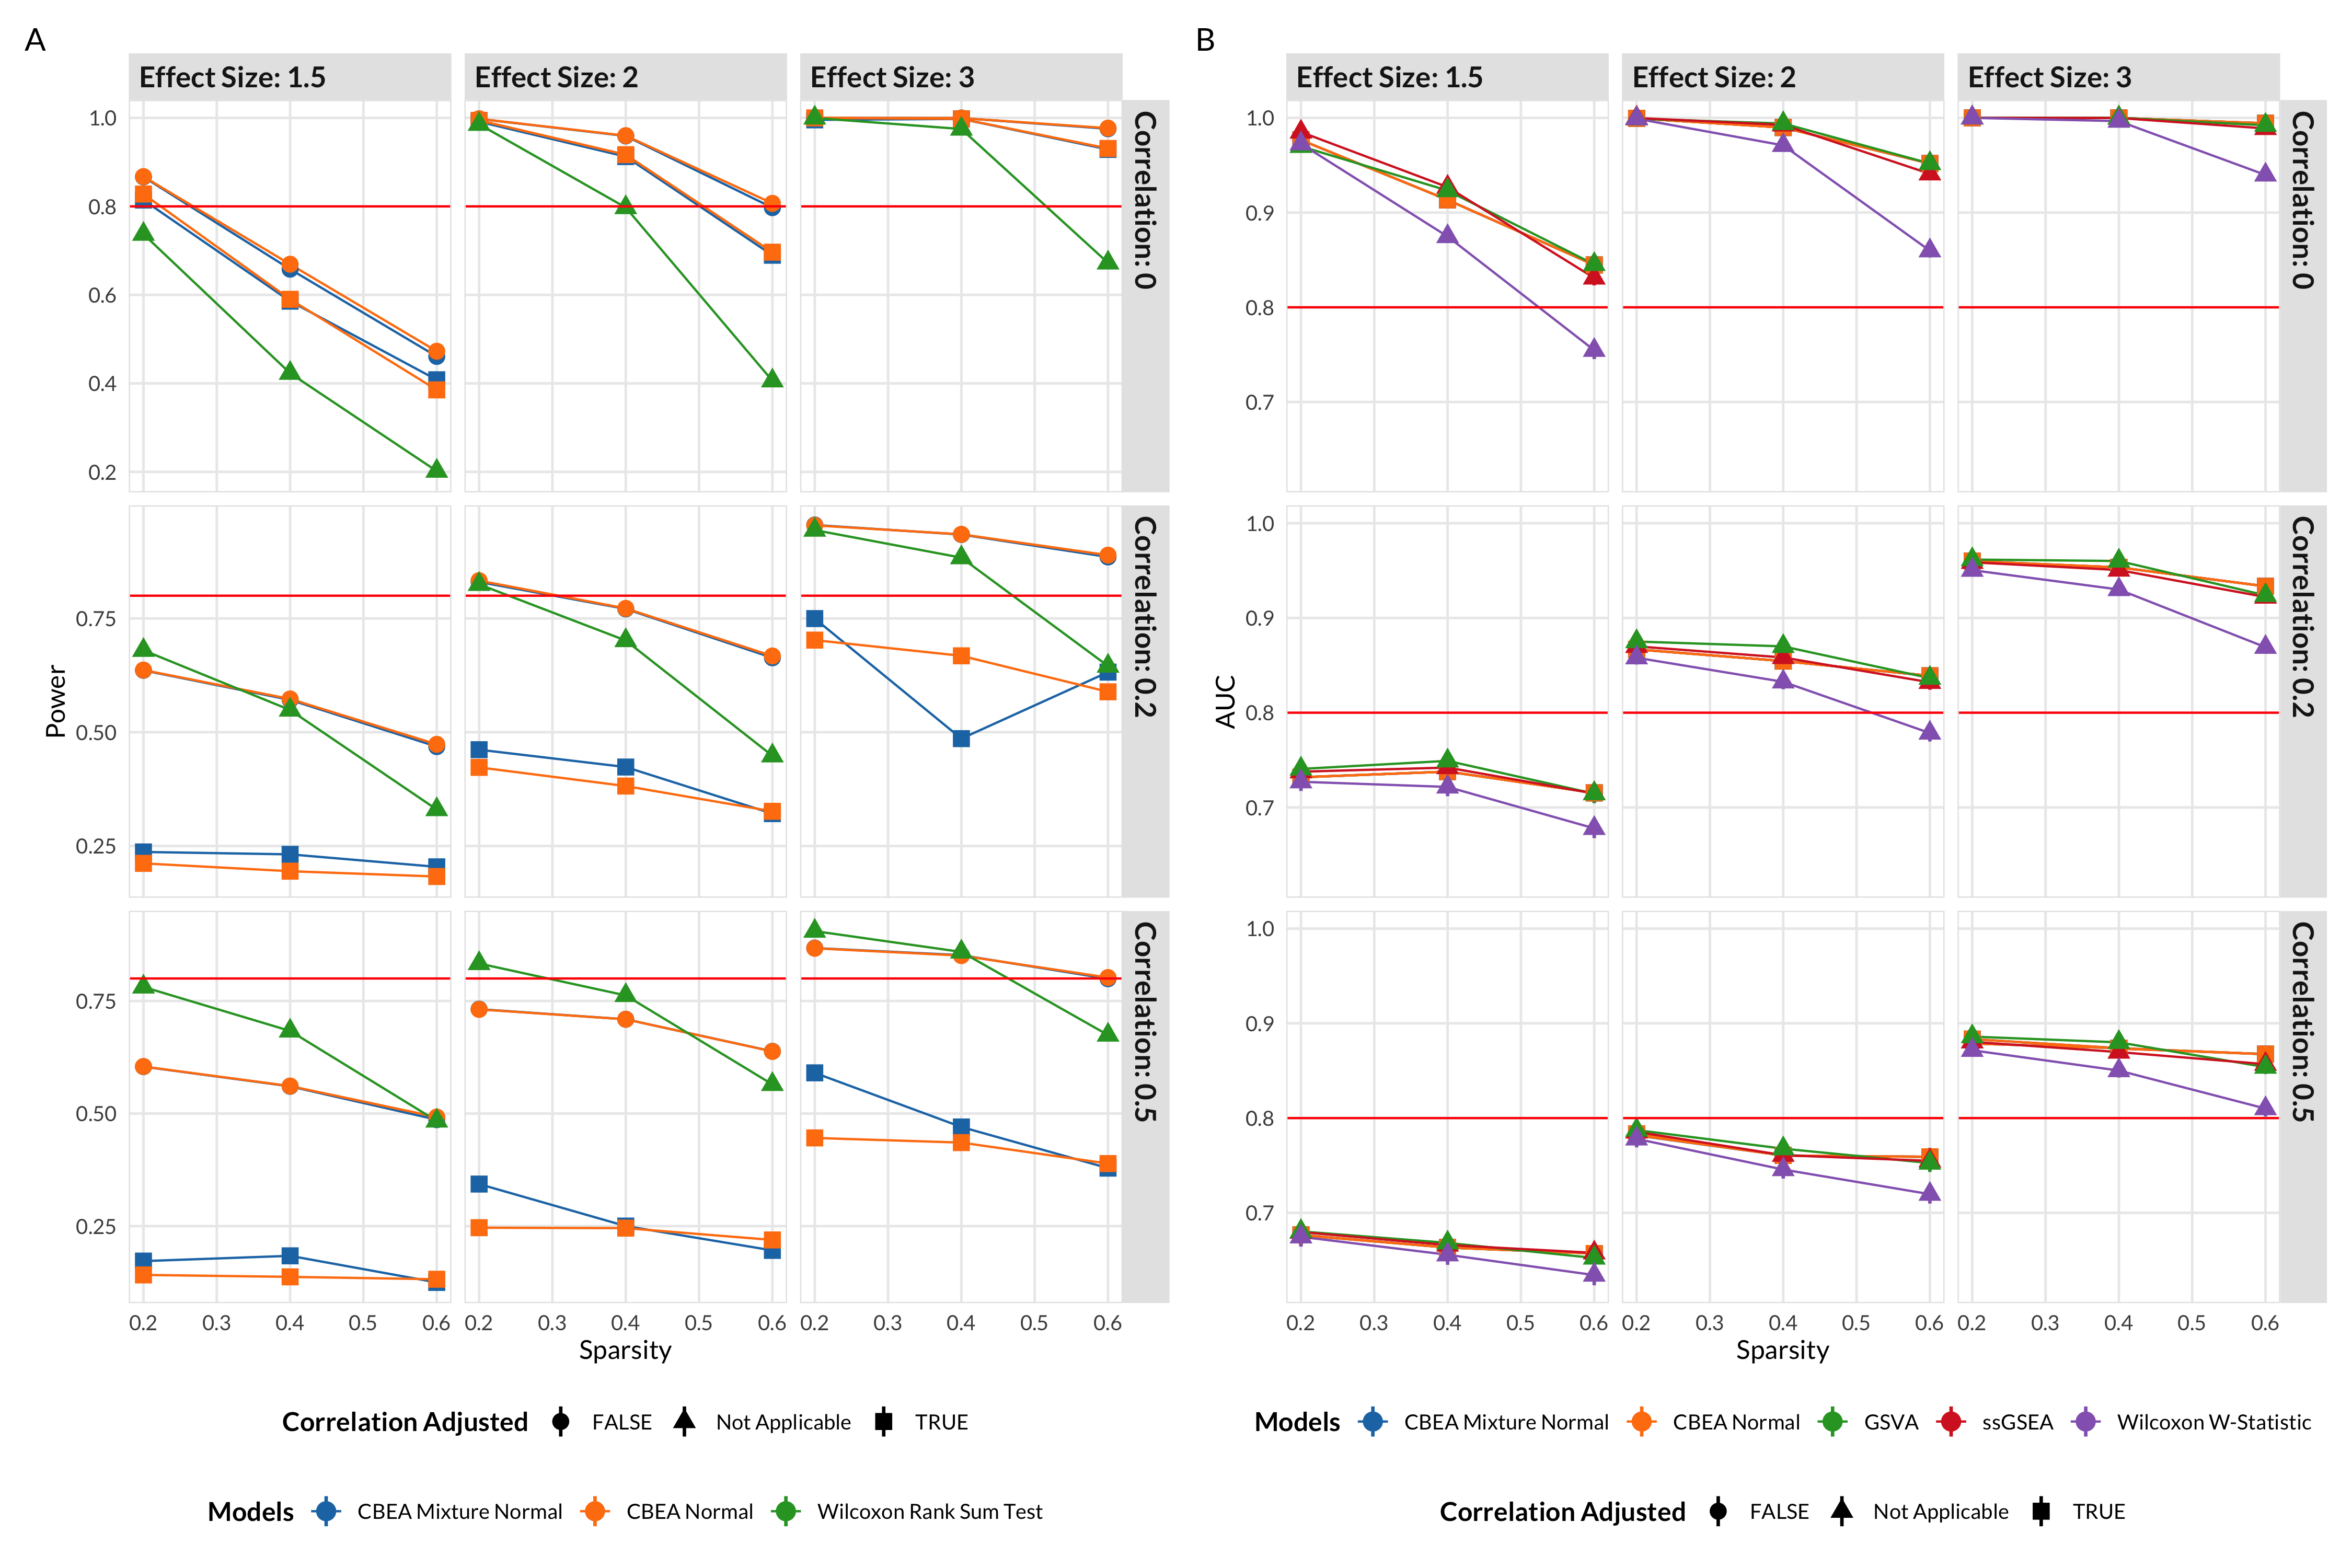 A
Effect Size: 1.5
Effect Size: 2
Effect Size: 3
1.0
0.8
0.6
0.4
0.2
Correlation: 0
0.75
0.50
0.25
Correlation: 0.2
0.75
0.50
0.25
Correlation: 0.5
Power
0.2 0.3 0.4 0.5 0.6
0.2 0.3 0.4 0.5 0.6
0.2 0.3 0.4 0.5 0.6
Sparsity
Correlation Adjusted FALSE Not Applicable TRUE
Models CBEA Mixture Normal CBEA Normal Wilcoxon Rank Sum Test
B
Effect Size: 1.5
Effect Size: 2
Effect Size: 3
1.0
0.9
0.8
0.7
Correlation: 0
1.0
0.9
0.8
0.7
Correlation: 0.2
1.0
0.9
0.8
0.7
Correlation: 0.5
AUC
0.2 0.3 0.4 0.5 0.6
0.2 0.3 0.4 0.5 0.6
0.2 0.3 0.4 0.5 0.6
Sparsity
Models CBEA Mixture Normal CBEA Normal GSVA ssGSEA Wilcoxon W-Statistic
Correlation Adjusted FALSE Not Applicable TRUE